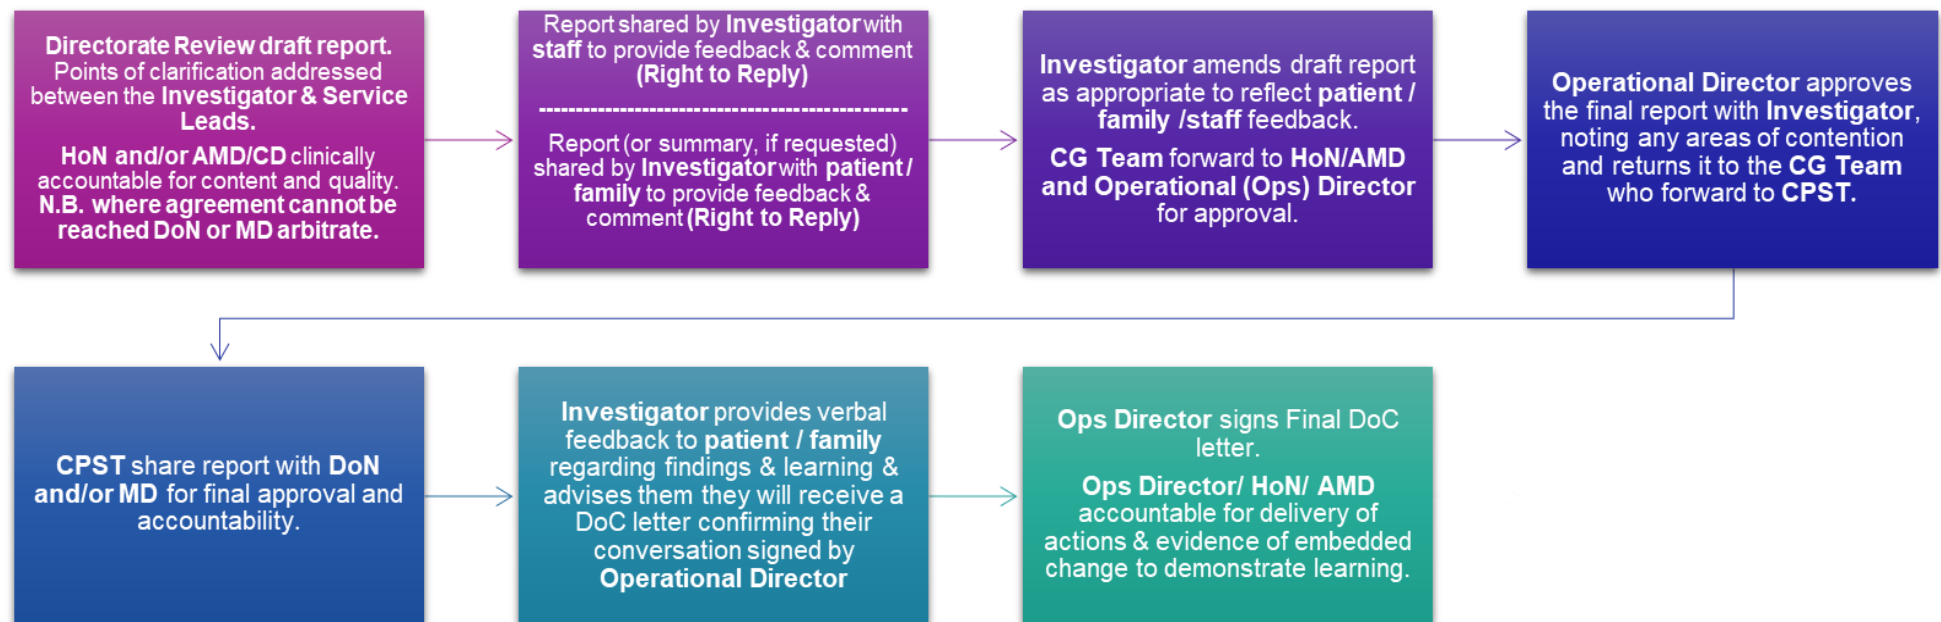 Directorate Review draft report.
Points of clarification addressed
between the Investigator & Service
Leads.
HoN and/or AMD/CD clinically
accountable for content and quality.
N.B. where agreement cannot be
reached DoN or MD arbitrate.
Report shared by Investigator with
staff to provide feedback & comment
(Right to Reply)
--------------------------------------------------
Report (or summary, if requested)
shared by Investigator with patient /
family to provide feedback &
comment (Right to Reply)
Investigator amends draft report
as appropriate to reflect patient /
family /staff feedback.
CG Team forward to HoN/AMD
and Operational (Ops) Director
for approval.
Operational Director approves
the final report with Investigator,
noting any areas of contention
and returns it to the CG Team
who forward to CPST.
CPST share report with DoN
and/or MD for final approval and
accountability.
Investigator provides verbal
feedback to patient / family
regarding findings & learning &
advises them they will receive a
DoC letter confirming their
conversation signed by
Operational Director
Ops Director signs Final DoC
letter.
Ops Director/ HoN/ AMD
accountable for delivery of
actions & evidence of embedded
change to demonstrate learning.